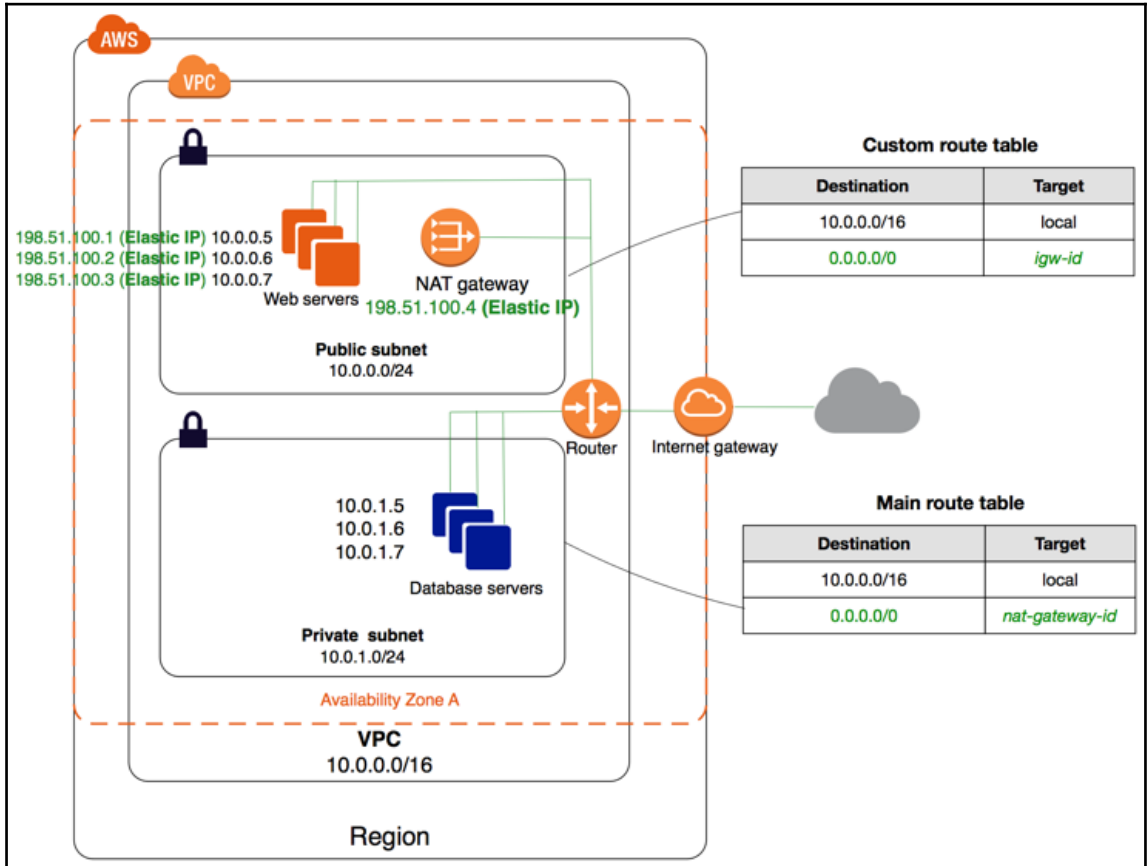 AWS
VPC
198.51.100.1 (Elastic IP) 10.0.0.5
198.51.100.2 (Elastic IP) 10.0.0.6
198.51.100.3 (Elastic IP) 10.0.0.7
Web servers
NAT gateway
198.51.100.4 (Elastic IP)
Public subnet
10.0.0.0/24
Router
Internet gateway
10.0.1.5
10.0.1.6
10.0.1.7
Database servers
Private subnet
10.0.1.0/24
Availability Zone A
VPC
10.0.0.0/16
Region
Custom route table
Destination Target
10.0.0.0/16 local
0.0.0.0/0 igw-id
Main route table
Destination Target
10.0.0.0/16 local
0.0.0.0/0 nat-gateway-id